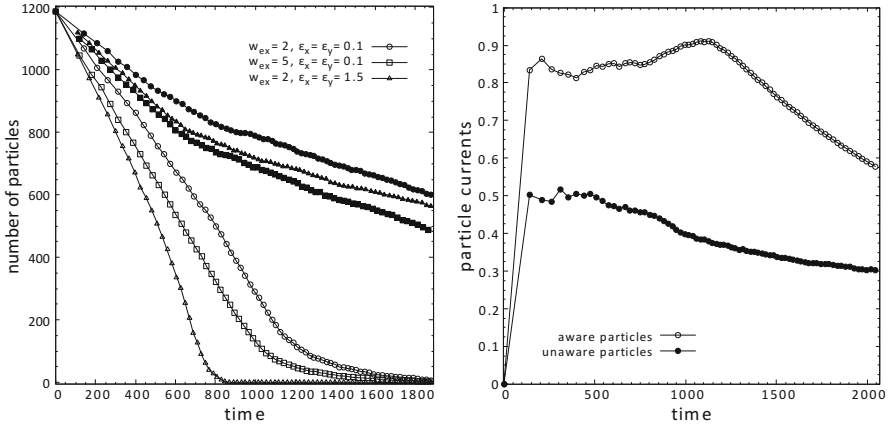 1200
1000
800
600
400
200
0
number of particles
w_ex = 2, ε_x = ε_y = 0.1
w_ex = 5, ε_x = ε_y = 0.1
w_ex = 2, ε_x = ε_y = 1.5
0 200 400 600 800 1000 1200 1400 1600 1800
time
1
0.9
0.8
0.7
0.6
0.5
0.4
0.3
0.2
0.1
0
particle currents
aware particles
unaware particles
0 500 1000 1500 2000
time